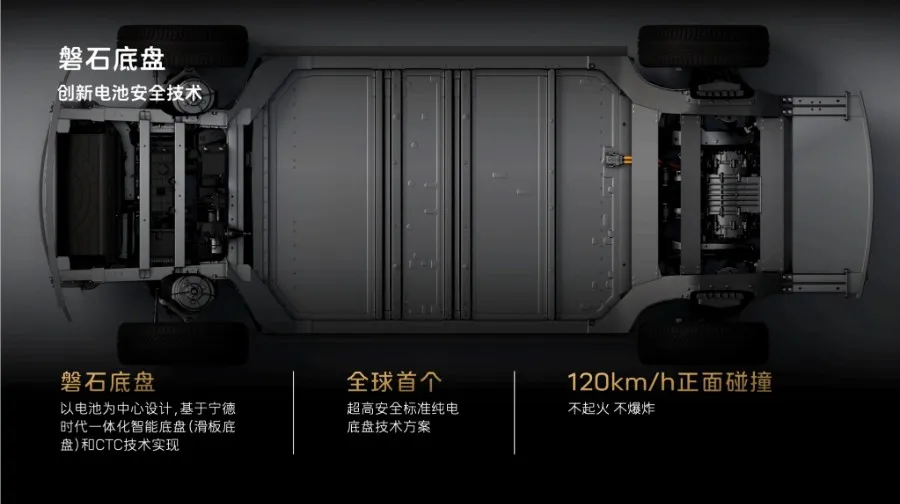 磐石底盘
创新电池安全技术
磐石底盘
以电池为中心设计,基于宁德
时代一体化智能底盘(滑板底
盘)和CTC技术实现
全球首个
超高安全标准纯电
底盘技术方案
120km/h正面碰撞
不起火 不爆炸